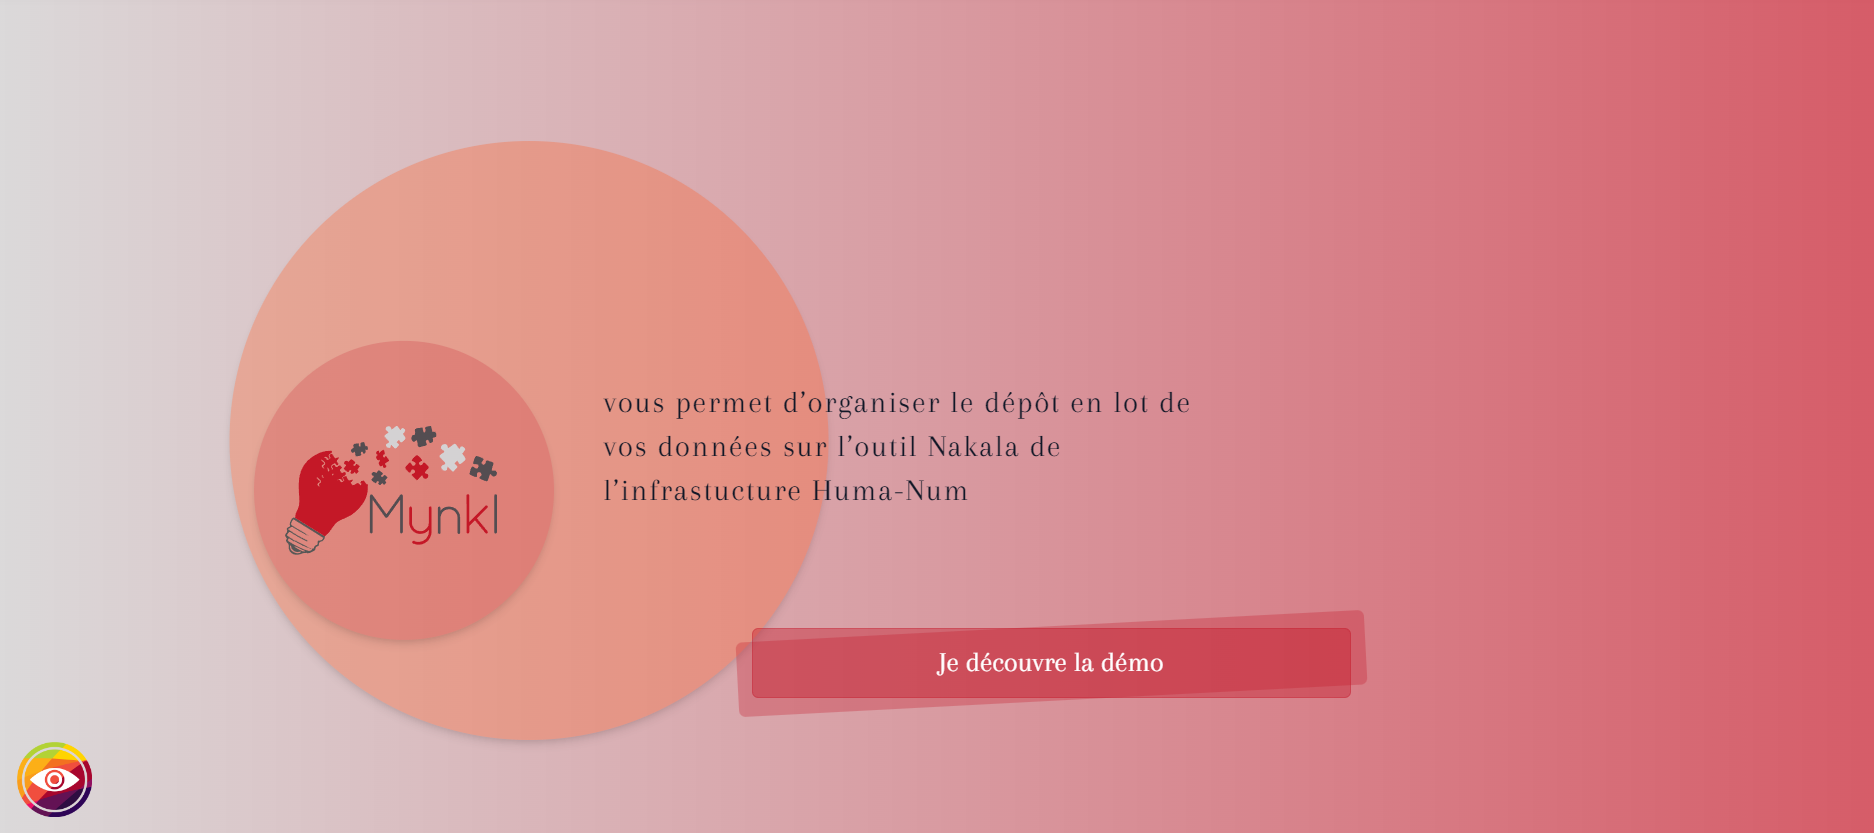 Mynkl
vous permet d’organiser le dépôt en lot de
vos données sur l’outil Nakala de
l’infrastucture Huma-Num
Je découvre la démo